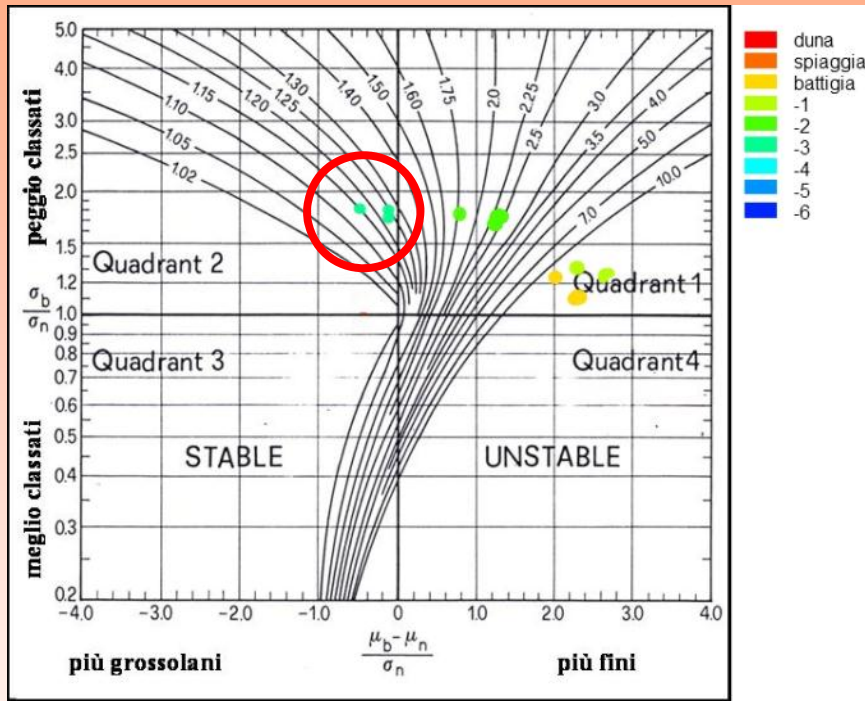 5.0
4.0
3.0
2.5
2.0
1.5
1.2
1.0
0.9
0.8
0.7
0.6
0.5
0.4
0.3
0.2
peggio classati
meglio classati
σb
σn
1.02
1.05
1.10
1.15
1.20
1.25
1.30
1.40
1.50
1.60
1.75
2.0
2.25
2.5
3.0
3.5
4.0
5.0
7.0
10.0
Quadrant 2
Quadrant 1
Quadrant 3
Quadrant 4
STABLE
UNSTABLE
-4.0 -3.0 -2.0 -1.0 0 1.0 2.0 3.0 4.0
μb-μn
σn
più grossolani
più fini
duna
spiaggia
battigia
-1
-2
-3
-4
-5
-6